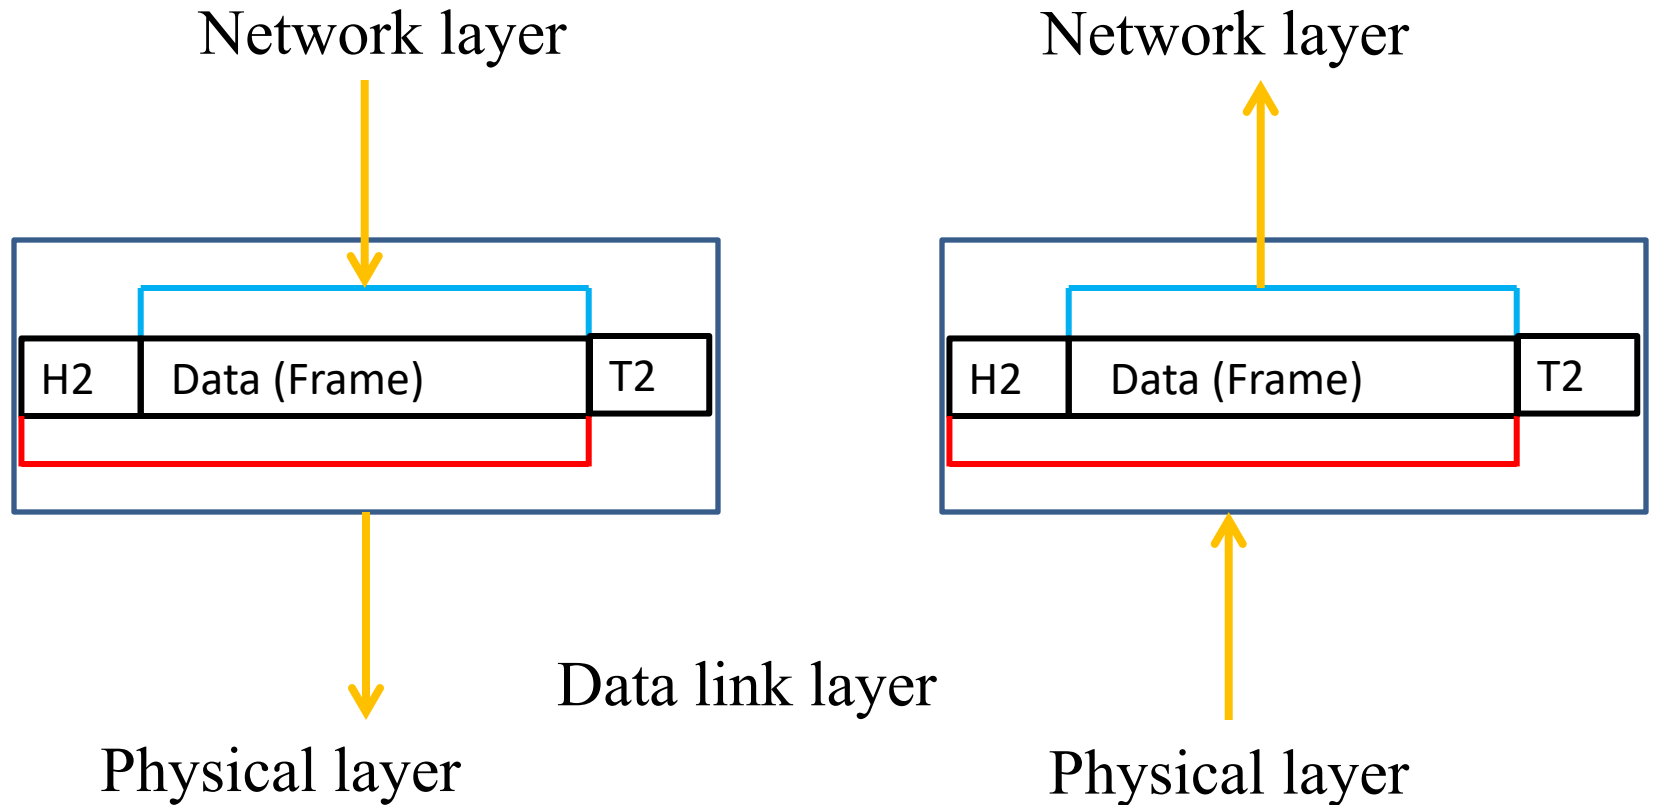 Network layer
Network layer
H2
Data (Frame)
T2
H2
Data (Frame)
T2
Data link layer
Physical layer
Physical layer